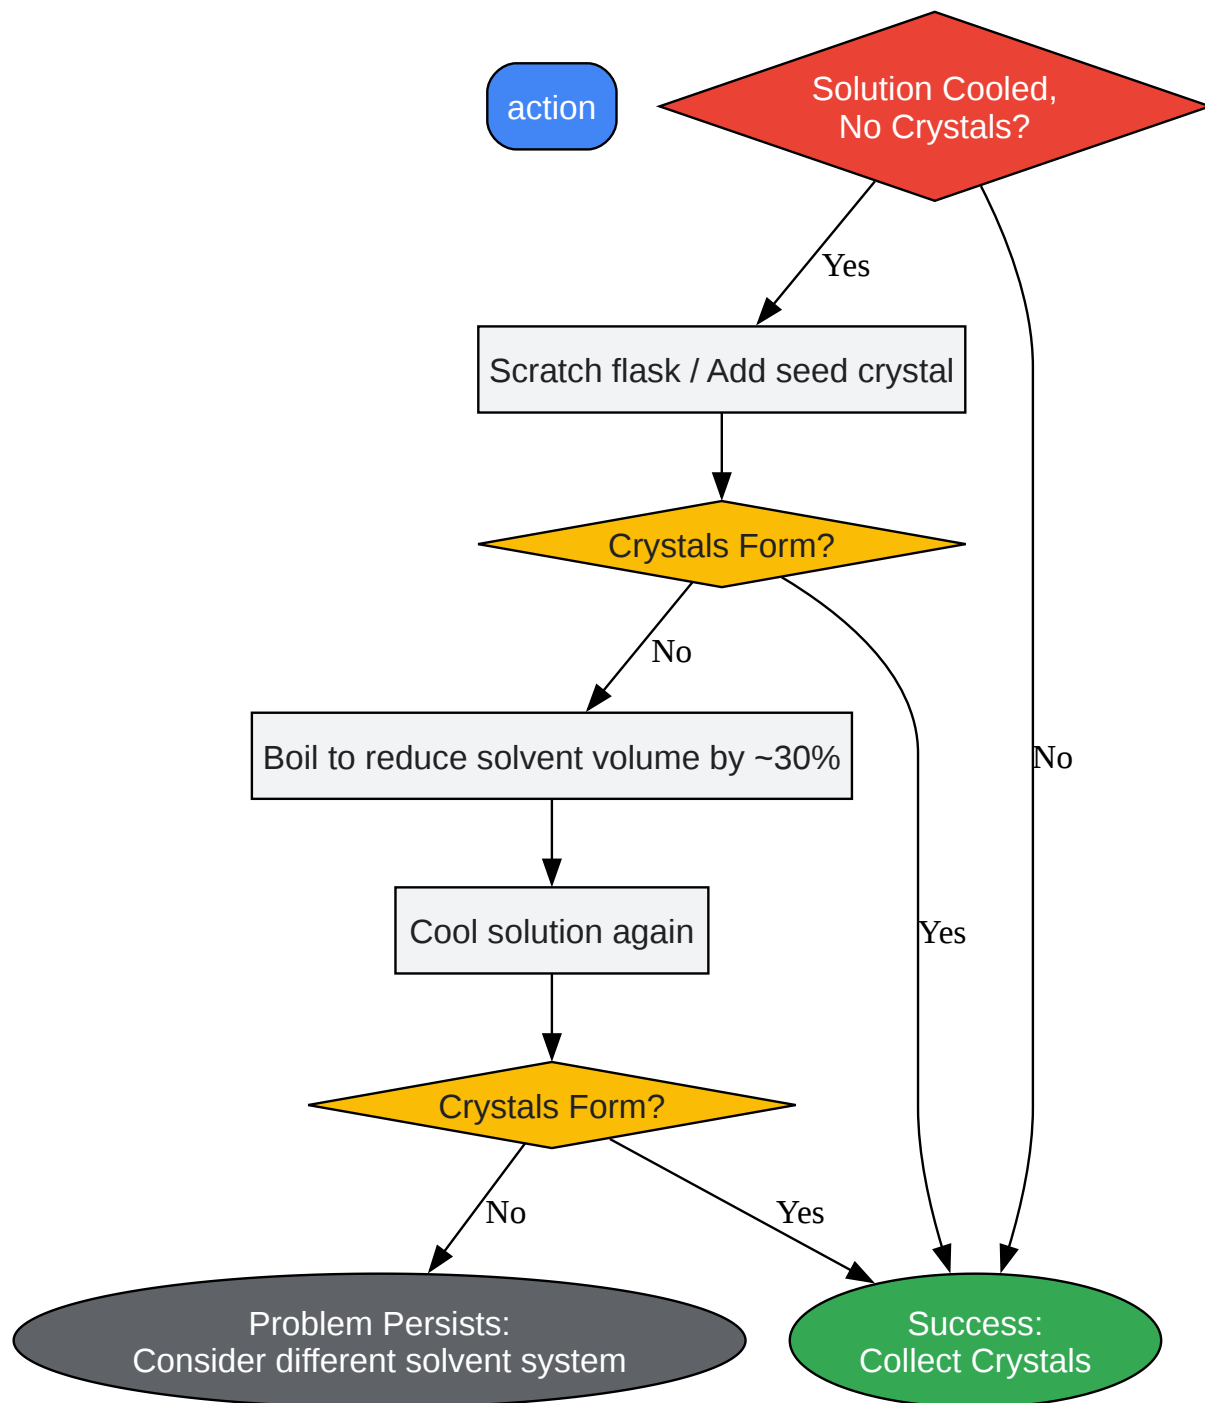 action
Solution Cooled,
No Crystals?
Yes
Scratch flask / Add seed crystal
Crystals Form?
No
Boil to reduce solvent volume by ~30%
No
Cool solution again
Yes
Crystals Form?
No
Yes
Problem Persists:
Consider different solvent system
Success:
Collect Crystals